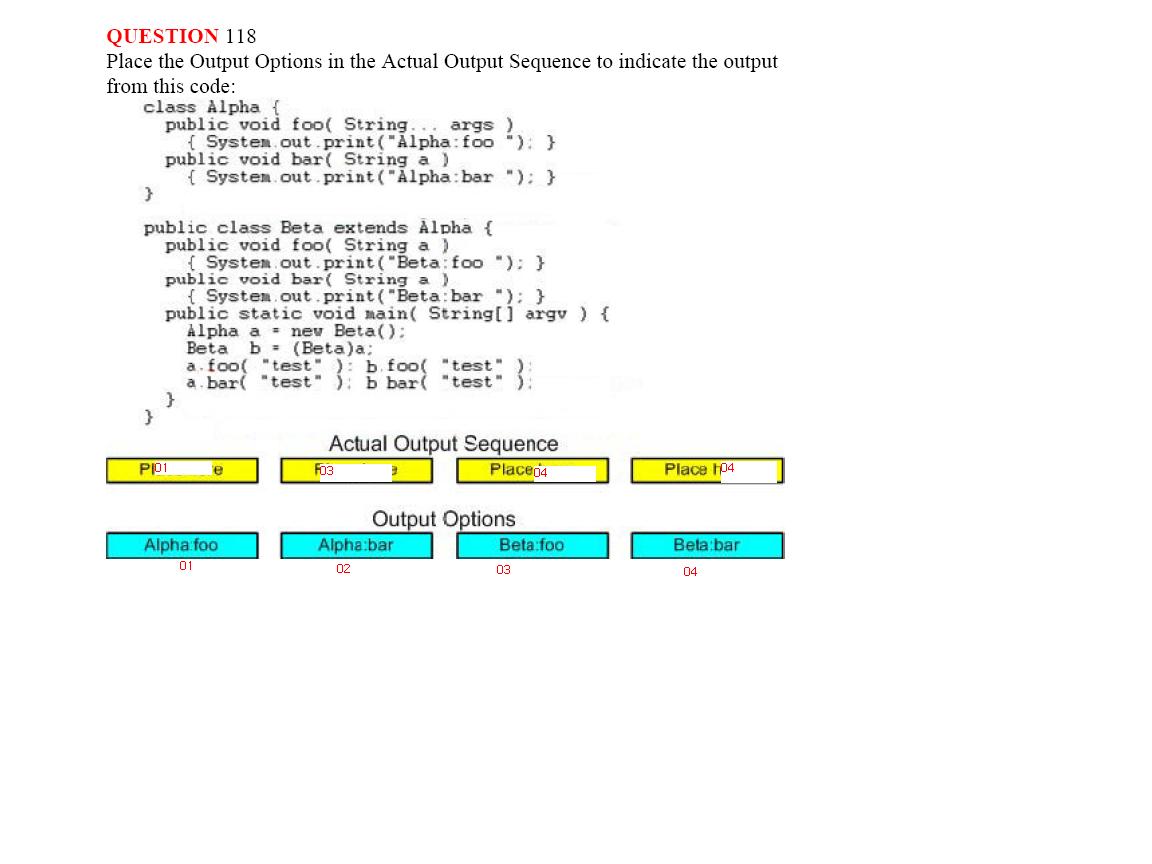 QUESTION 118
Place the Output Options in the Actual Output Sequence to indicate the output
from this code:
class Alpha {
public void foo( String... args )
{ System.out.print("Alpha:foo "); }
public void bar( String a )
{ System.out.print("Alpha:bar "); }
}
public class Beta extends Alpha {
public void foo( String a )
{ System.out.print("Beta:foo "); }
public void bar( String a )
{ System.out.print("Beta:bar "); }
public static void main( String[] argv ) {
Alpha a = new Beta();
Beta b = (Beta)a;
a.foo( "test" ); b.foo( "test" );
a.bar( "test" ); b.bar( "test" );
}
}
Actual Output Sequence
01 03 Place 04 Place 04
Output Options
Alpha:foo Alpha:bar Beta:foo Beta:bar
01 02 03 04